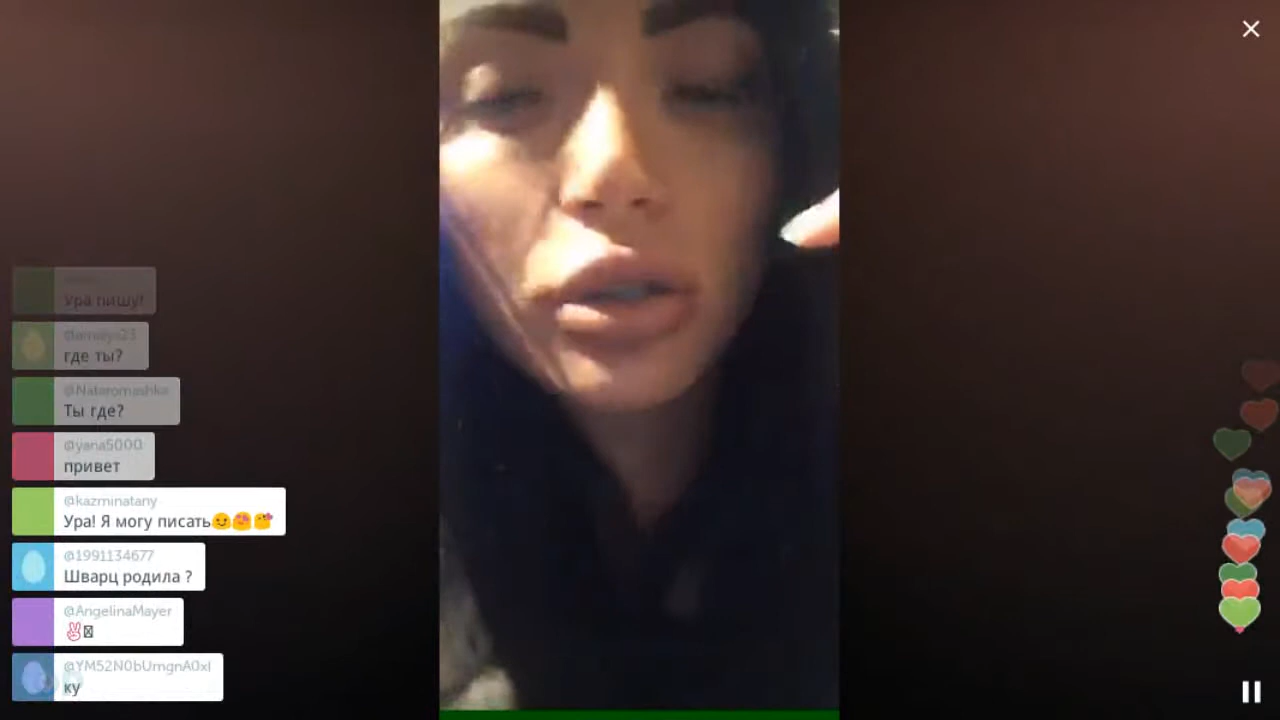 Ура пишу!
где ты?
@Nataromashka
Ты где?
@yana5000
привет
@kazminatany
Ура! Я могу писать
@1991134677
Шварц родила ?
@AngelinaMayer
@YM52N0bUmgnA0xl
ку